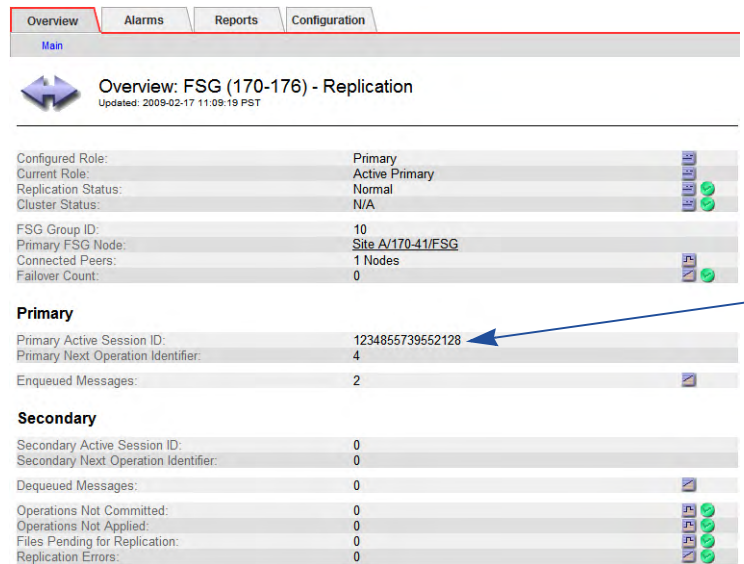 Overview Alarms Reports Configuration
Main
Overview: FSG (170-176) - Replication
Updated: 2009-02-17 11:09:19 PST
Configured Role: Primary
Current Role: Active Primary
Replication Status: Normal
Cluster Status: N/A
FSG Group ID: 10
Primary FSG Node: Site A/170-41/FSG
Connected Peers: 1 Nodes
Failover Count: 0
Primary
Primary Active Session ID: 1234855739552128
Primary Next Operation Identifier: 4
Enqueued Messages: 2
Secondary
Secondary Active Session ID: 0
Secondary Next Operation Identifier: 0
Dequeued Messages: 0
Operations Not Committed: 0
Operations Not Applied: 0
Files Pending for Replication: 0
Replication Errors: 0